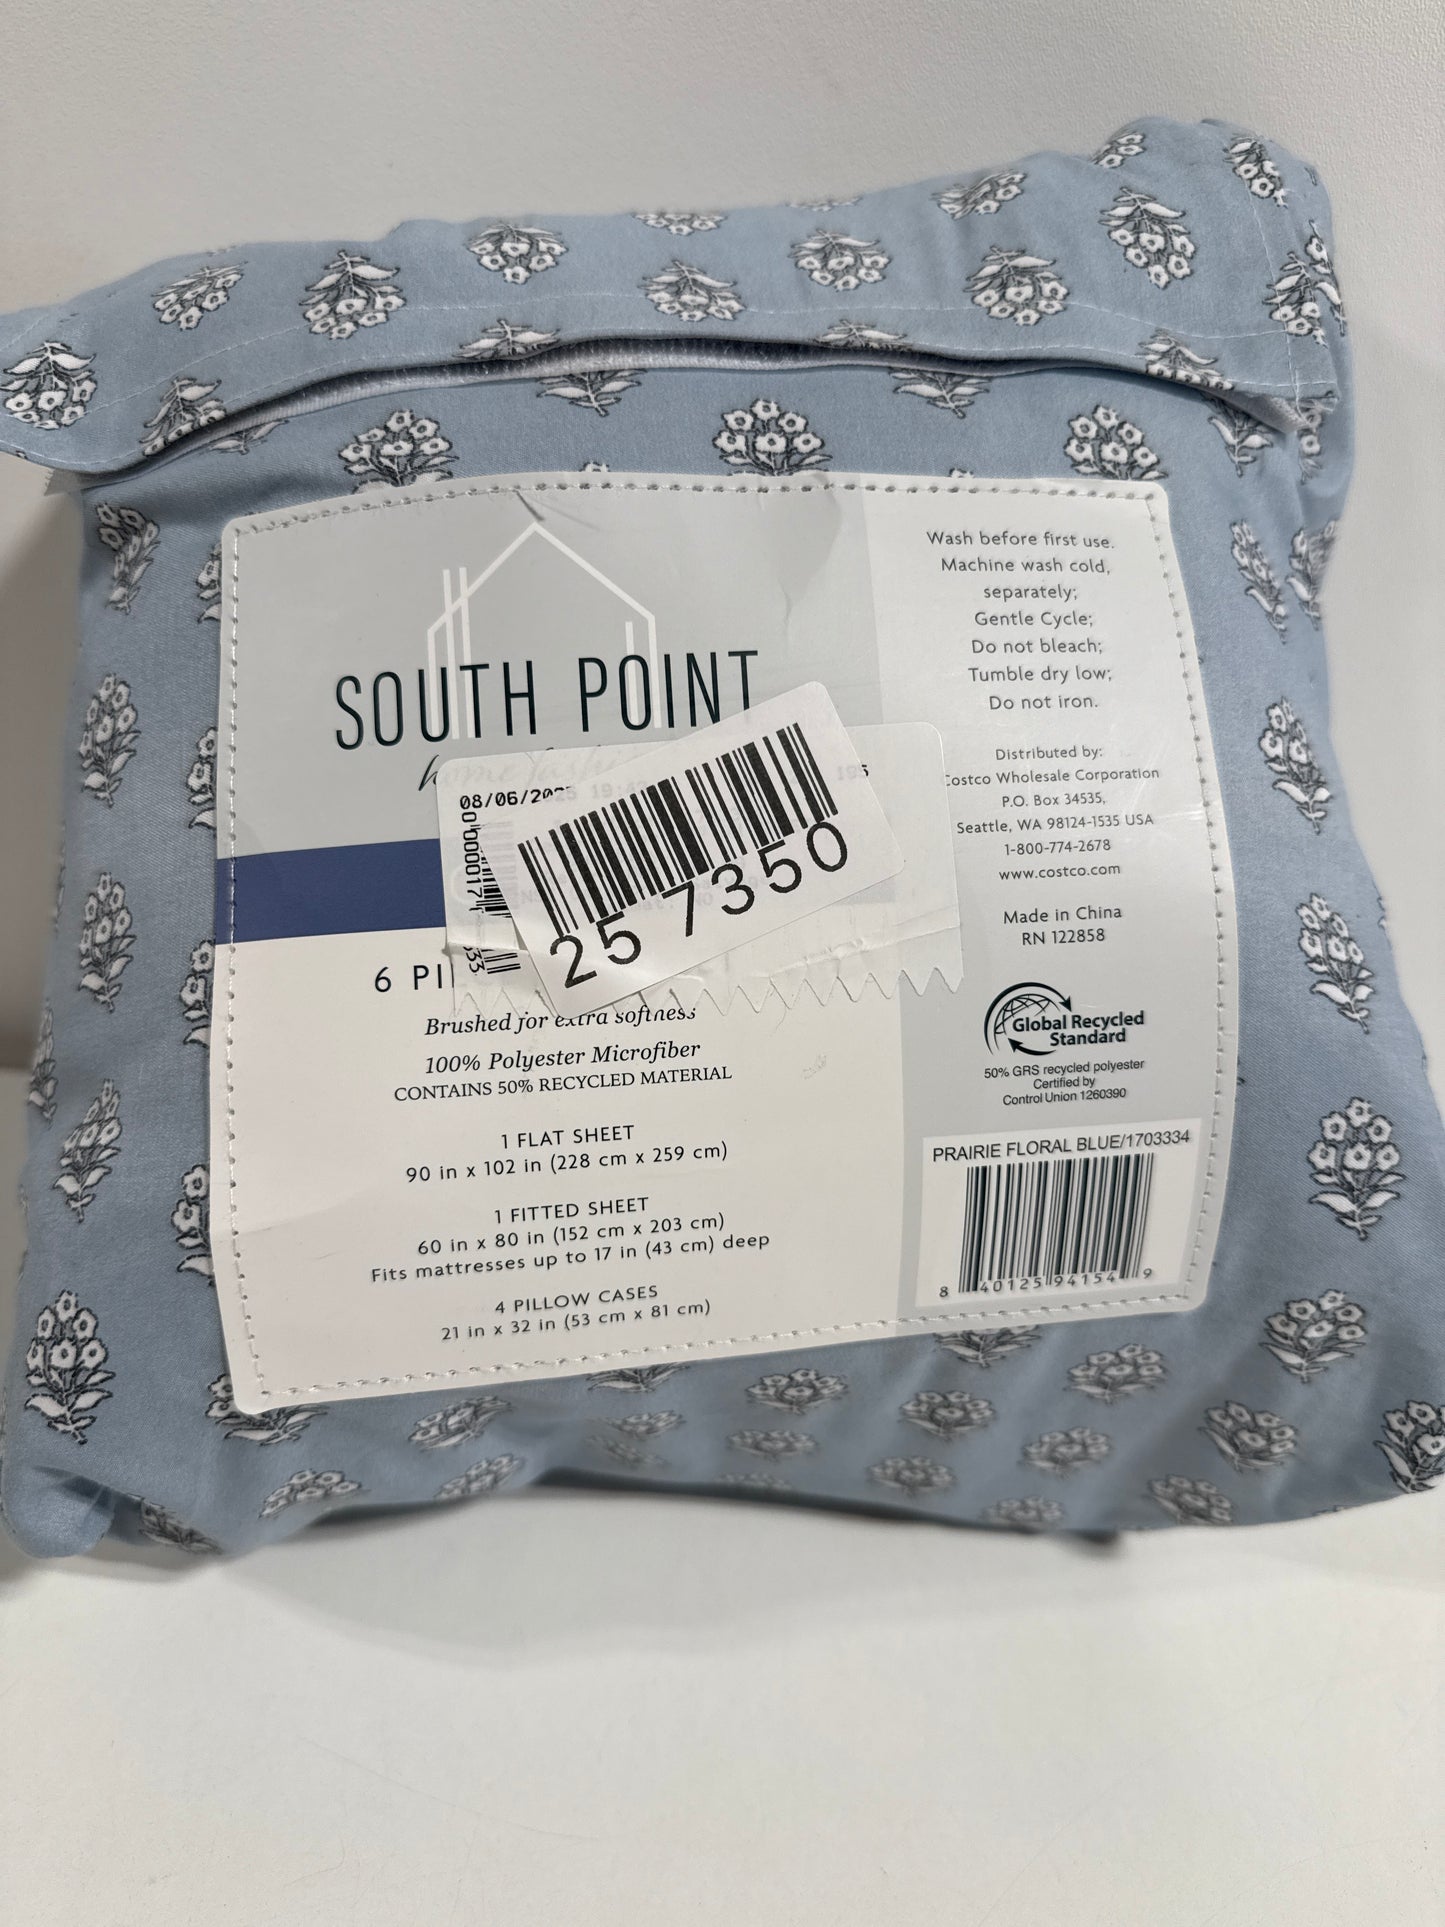 SOUTH POINT
home
08/06/20
195
25 7350
6
Brushed for extra softness
100% Polyester Microfiber
CONTAINS 50% RECYCLED MATERIAL
1 FLAT SHEET
90 in x 102 in (228 cm x 259 cm)
1 FITTED SHEET
60 in x 80 in (152 cm x 203 cm)
Fits mattresses up to 17 in (43 cm) deep
4 PILLOW CASES
21 in x 32 in (53 cm x 81 cm)
Wash before first use.
Machine wash cold,
separately;
Gentle Cycle;
Do not bleach;
Tumble dry low;
Do not iron.
Distributed by:
Costco Wholesale Corporation
P.O. Box 34535,
Seattle, WA 98124-1535 USA
1-800-774-2678
www.costco.com
Made in China
RN 122858
Global Recycled
Standard
50% GRS recycled polyester
Certified by
Control Union 1260390
PRAIRIE FLORAL BLUE/1703334
8 40125 94154 9